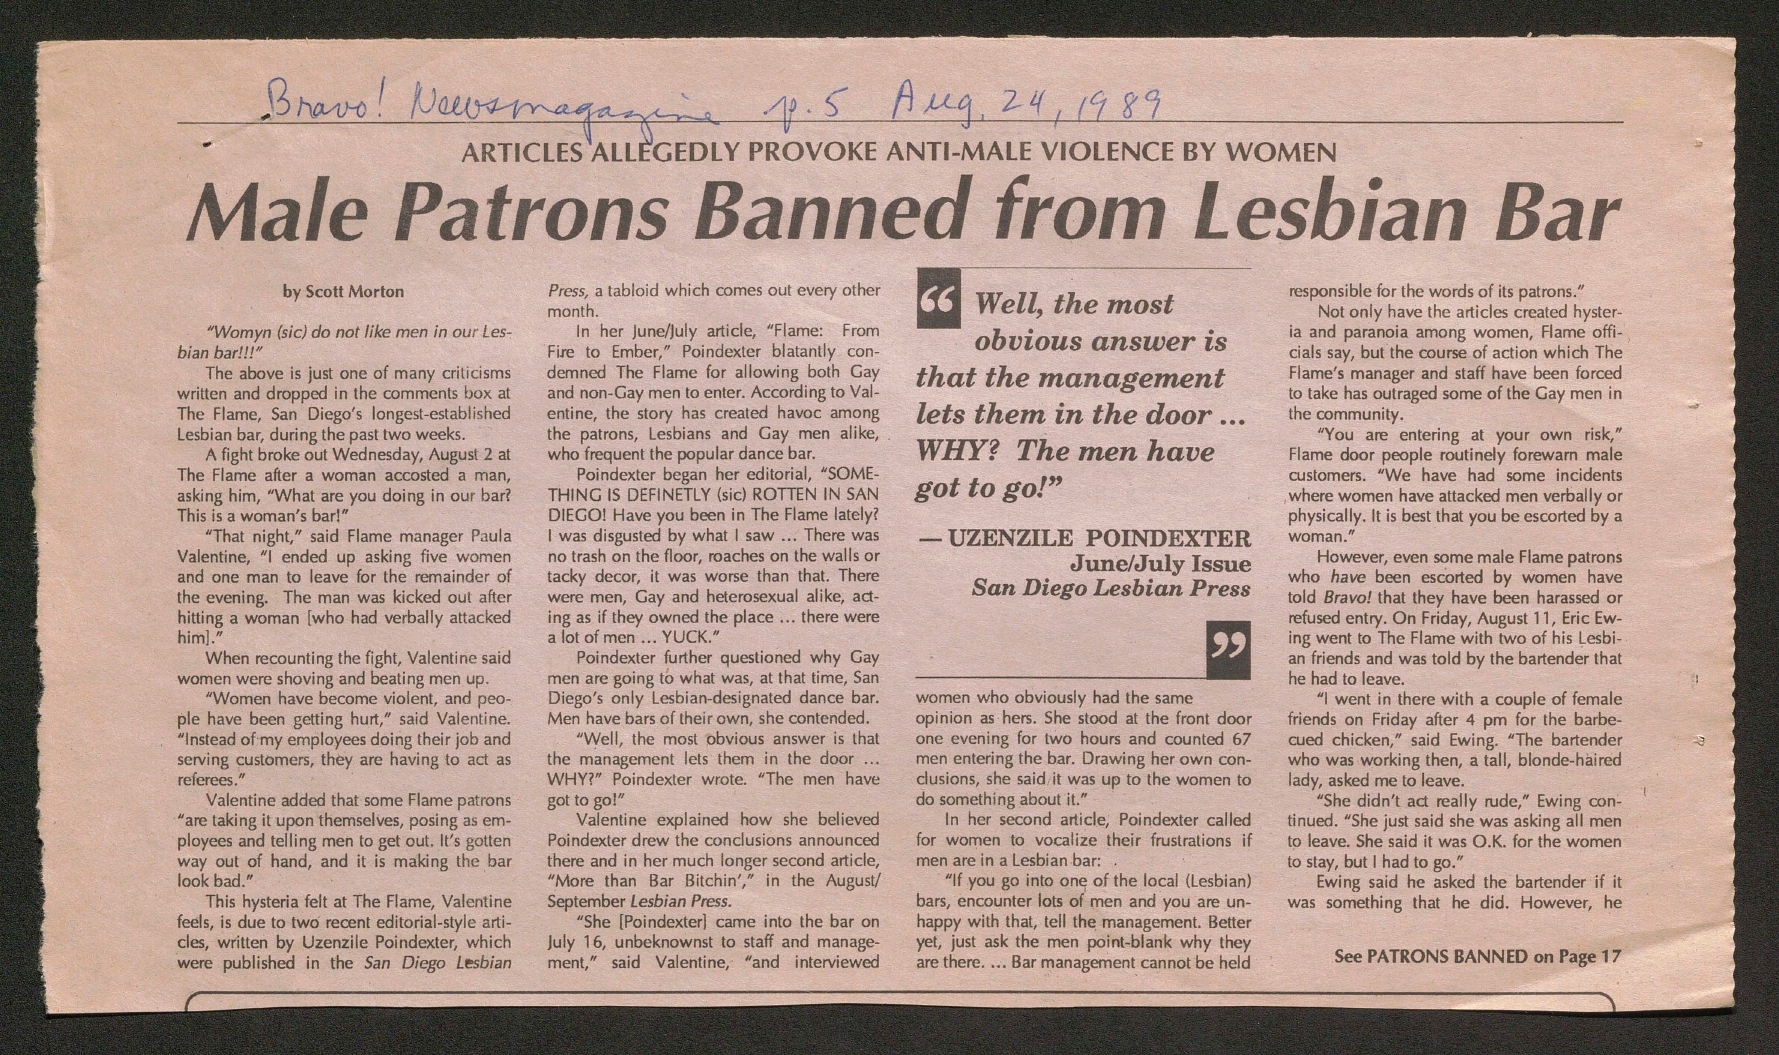 Bravo! Newsmagazine p. 5 Aug. 24, 1989
ARTICLES ALLEGEDLY PROVOKE ANTI-MALE VIOLENCE BY WOMEN
Male Patrons Banned from Lesbian Bar
by Scott Morton
"Womyn (sic) do not like men in our Les-
bian bar!!!"
The above is just one of many criticisms
written and dropped in the comments box at
The Flame, San Diego's longest-established
Lesbian bar, during the past two weeks.
A fight broke out Wednesday, August 2 at
The Flame after a woman accosted a man,
asking him, "What are you doing in our bar?
This is a woman's bar!"
"That night," said Flame manager Paula
Valentine, "I ended up asking five women
and one man to leave for the remainder of
the evening. The man was kicked out after
hitting a woman [who had verbally attacked
him]."
When recounting the fight, Valentine said
women were shoving and beating men up.
"Women have become violent, and peo-
ple have been getting hurt," said Valentine.
"Instead of my employees doing their job and
serving customers, they are having to act as
referees."
Valentine added that some Flame patrons
"are taking it upon themselves, posing as em-
ployees and telling men to get out. It's gotten
way out of hand, and it is making the bar
look bad."
This hysteria felt at The Flame, Valentine
feels, is due to two recent editorial-style arti-
cles, written by Uzenzile Poindexter, which
were published in the San Diego Lesbian
Press, a tabloid which comes out every other
month.
In her June/July article, "Flame: From
Fire to Ember," Poindexter blatantly con-
demned The Flame for allowing both Gay
and non-Gay men to enter. According to Val-
entine, the story has created havoc among
the patrons, Lesbians and Gay men alike,
who frequent the popular dance bar.
Poindexter began her editorial, "SOME-
THING IS DEFINETLY (sic) ROTTEN IN SAN
DIEGO! Have you been in The Flame lately?
I was disgusted by what I saw ... There was
no trash on the floor, roaches on the walls or
tacky decor, it was worse than that. There
were men, Gay and heterosexual alike, act-
ing as if they owned the place ... there were
a lot of men ... YUCK."
Poindexter further questioned why Gay
men are going to what was, at that time, San
Diego's only Lesbian-designated dance bar.
Men have bars of their own, she contended.
"Well, the most obvious answer is that
the management lets them in the door ...
WHY?" Poindexter wrote. "The men have
got to go!"
Valentine explained how she believed
Poindexter drew the conclusions announced
there and in her much longer second article,
"More than Bar Bitchin'," in the August/
September Lesbian Press.
"She [Poindexter] came into the bar on
July 16, unbeknownst to staff and manage-
ment," said Valentine, "and interviewed
“ Well, the most
obvious answer is
that the management
lets them in the door ...
WHY? The men have
got to go!”
— UZENZILE POINDEXTER
June/July Issue
San Diego Lesbian Press
”
women who obviously had the same
opinion as hers. She stood at the front door
one evening for two hours and counted 67
men entering the bar. Drawing her own con-
clusions, she said it was up to the women to
do something about it."
In her second article, Poindexter called
for women to vocalize their frustrations if
men are in a Lesbian bar:
"If you go into one of the local (Lesbian)
bars, encounter lots of men and you are un-
happy with that, tell the management. Better
yet, just ask the men point-blank why they
are there. ... Bar management cannot be held
responsible for the words of its patrons."
Not only have the articles created hyster-
ia and paranoia among women, Flame offi-
cials say, but the course of action which The
Flame's manager and staff have been forced
to take has outraged some of the Gay men in
the community.
"You are entering at your own risk,"
Flame door people routinely forewarn male
customers. "We have had some incidents
where women have attacked men verbally or
physically. It is best that you be escorted by a
woman."
However, even some male Flame patrons
who have been escorted by women have
told Bravo! that they have been harassed or
refused entry. On Friday, August 11, Eric Ew-
ing went to The Flame with two of his Lesbi-
an friends and was told by the bartender that
he had to leave.
"I went in there with a couple of female
friends on Friday after 4 pm for the barbe-
cued chicken," said Ewing. "The bartender
who was working then, a tall, blonde-haired
lady, asked me to leave.
"She didn't act really rude," Ewing con-
tinued. "She just said she was asking all men
to leave. She said it was O.K. for the women
to stay, but I had to go."
Ewing said he asked the bartender if it
was something that he did. However, he
See PATRONS BANNED on Page 17